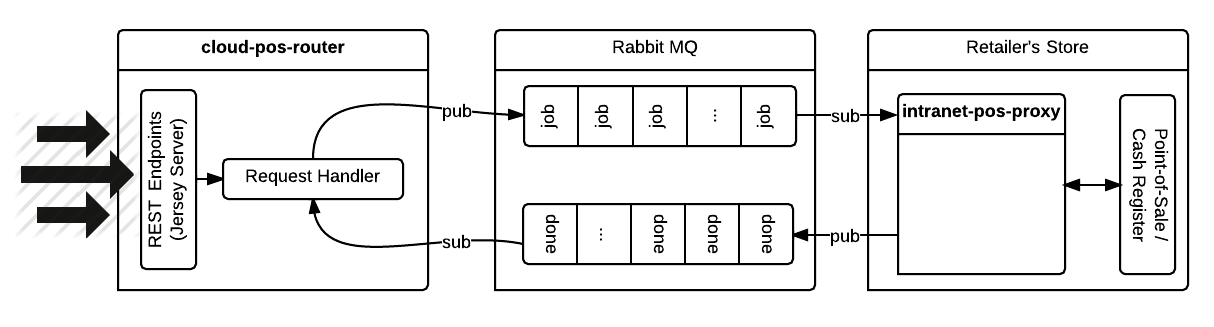 cloud-pos-router
REST Endpoints
(Jersey Server)
Request Handler
pub
sub
Rabbit MQ
job
job
job
...
job
done
...
done
done
done
sub
pub
Retailer's Store
intranet-pos-proxy
Point-of-Sale /
Cash Register